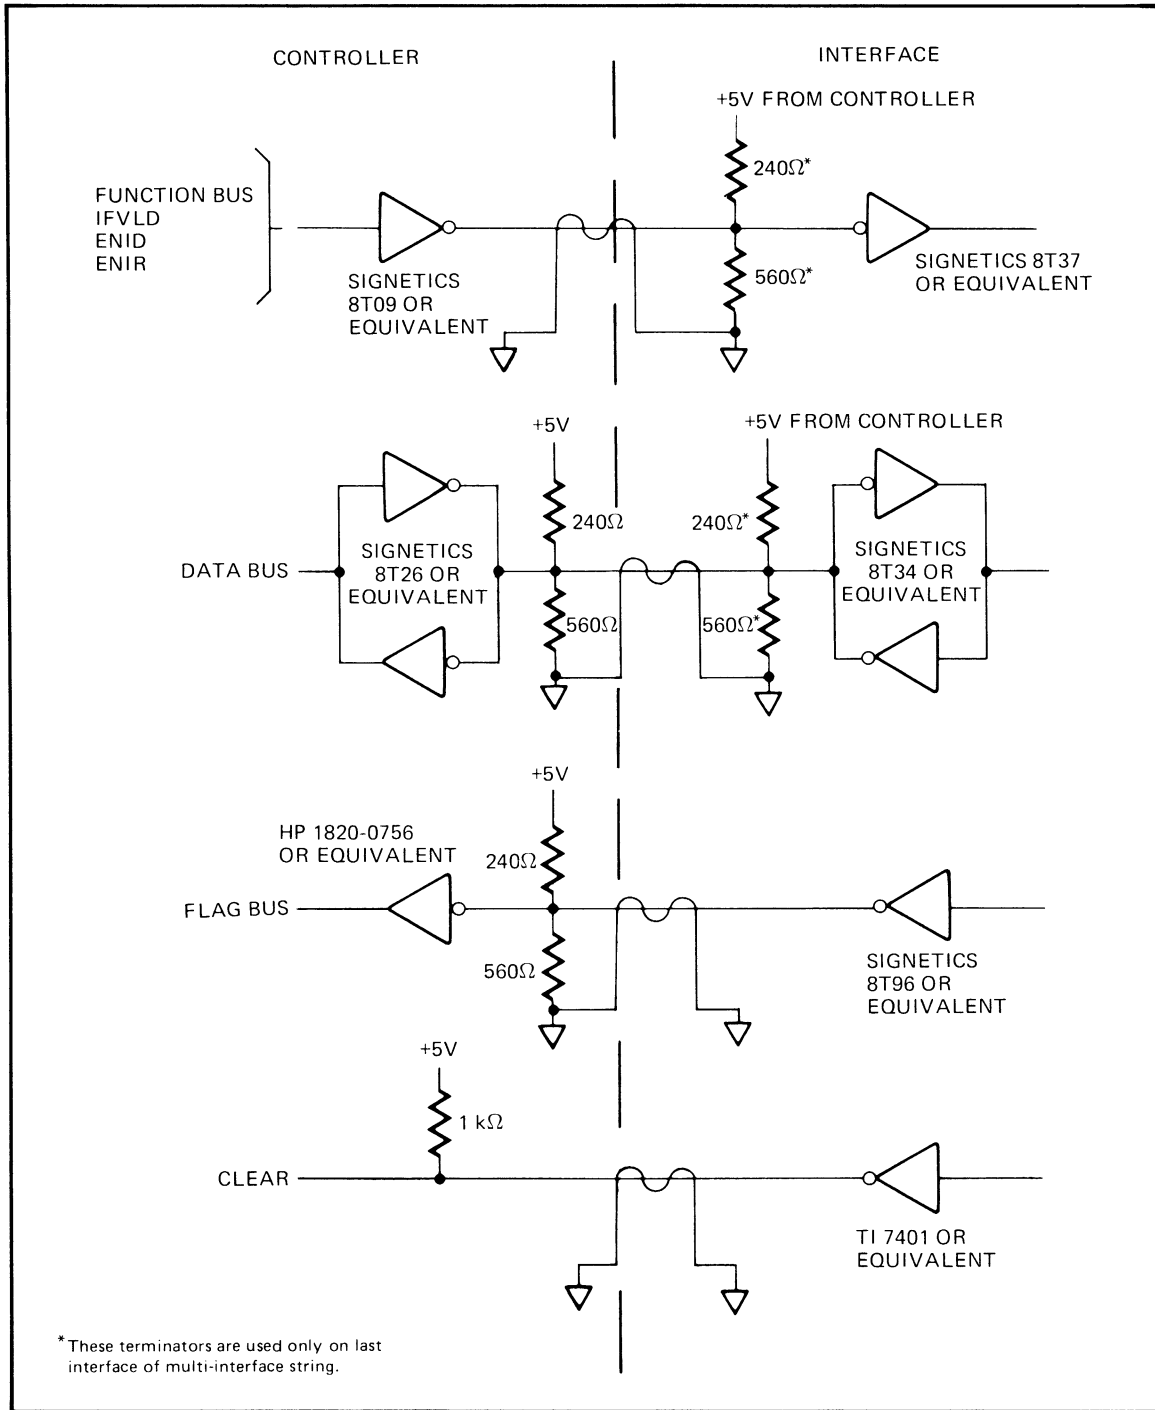 CONTROLLER
INTERFACE
+5V FROM CONTROLLER
240Ω*
FUNCTION BUS
IFVLD
ENID
ENIR
SIGNETICS
8T09 OR
EQUIVALENT
560Ω*
SIGNETICS 8T37
OR EQUIVALENT
+5V
+5V FROM CONTROLLER
240Ω
240Ω*
DATA BUS
SIGNETICS
8T26 OR
EQUIVALENT
SIGNETICS
8T34 OR
EQUIVALENT
560Ω
560Ω*
+5V
HP 1820-0756
OR EQUIVALENT
240Ω
FLAG BUS
560Ω
SIGNETICS
8T96 OR
EQUIVALENT
+5V
1 kΩ
CLEAR
TI 7401 OR
EQUIVALENT
*These terminators are used only on last
interface of multi-interface string.